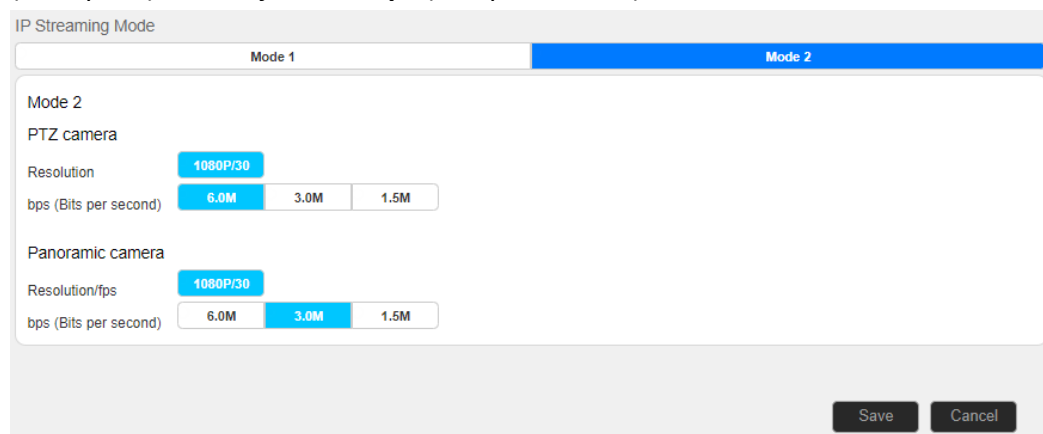 IP Streaming Mode
Mode 1 Mode 2
Mode 2
PTZ camera
Resolution 1080P/30
bps (Bits per second) 6.0M 3.0M 1.5M
Panoramic camera
Resolution/fps 1080P/30
bps (Bits per second) 6.0M 3.0M 1.5M
Save Cancel